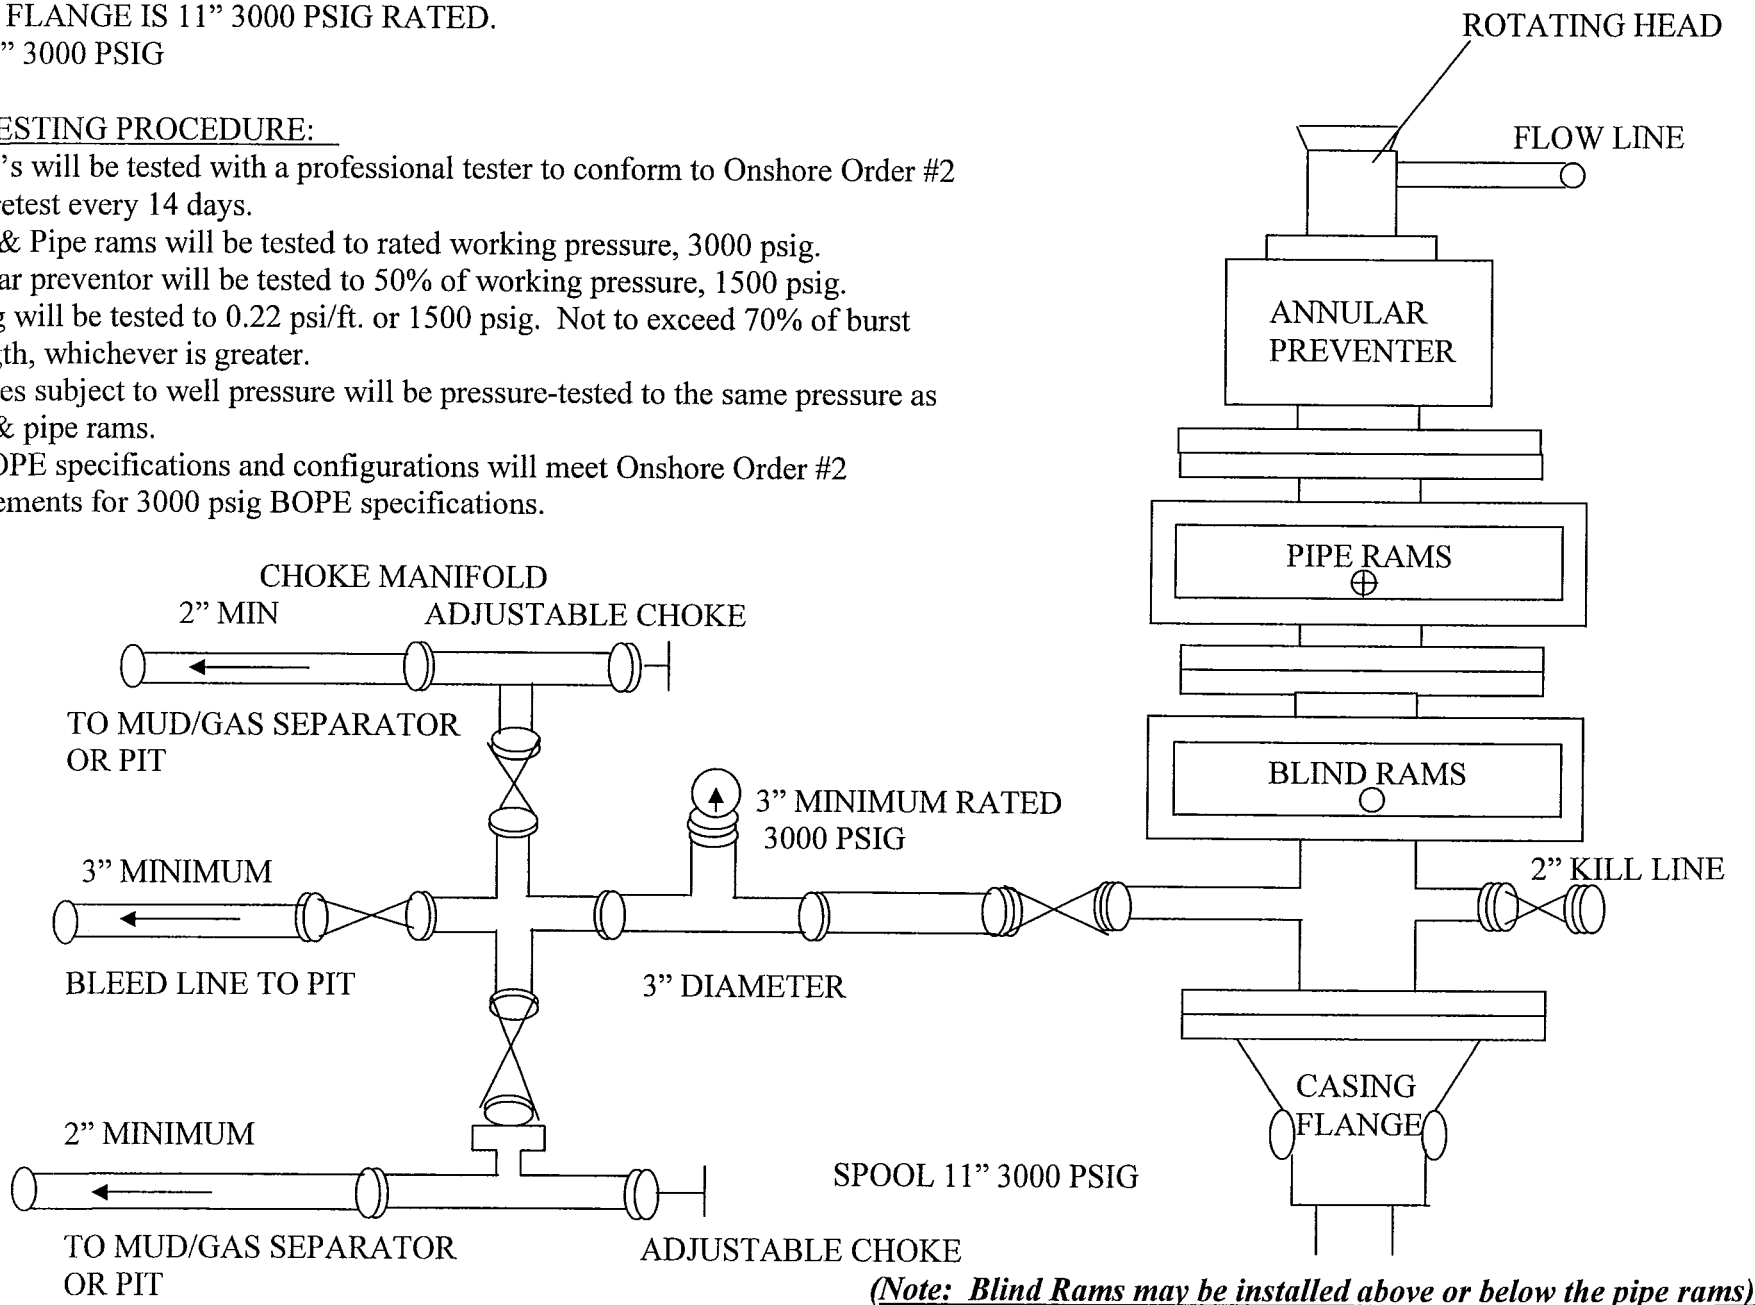 FLANGE IS 11” 3000 PSIG RATED.
” 3000 PSIG
ESTING PROCEDURE:
’s will be tested with a professional tester to conform to Onshore Order #2
retest every 14 days.
& Pipe rams will be tested to rated working pressure, 3000 psig.
ar preventor will be tested to 50% of working pressure, 1500 psig.
g will be tested to 0.22 psi/ft. or 1500 psig.  Not to exceed 70% of burst
gth, whichever is greater.
es subject to well pressure will be pressure-tested to the same pressure as
& pipe rams.
OPE specifications and configurations will meet Onshore Order #2
ements for 3000 psig BOPE specifications.
ROTATING HEAD
FLOW LINE
ANNULAR
PREVENTER
PIPE RAMS
BLIND RAMS
2” KILL LINE
CASING
FLANGE
CHOKE MANIFOLD
2” MIN
ADJUSTABLE CHOKE
TO MUD/GAS SEPARATOR
OR PIT
3” MINIMUM RATED
3000 PSIG
3” MINIMUM
BLEED LINE TO PIT
3” DIAMETER
2” MINIMUM
SPOOL 11” 3000 PSIG
TO MUD/GAS SEPARATOR
OR PIT
ADJUSTABLE CHOKE
(Note:  Blind Rams may be installed above or below the pipe rams)